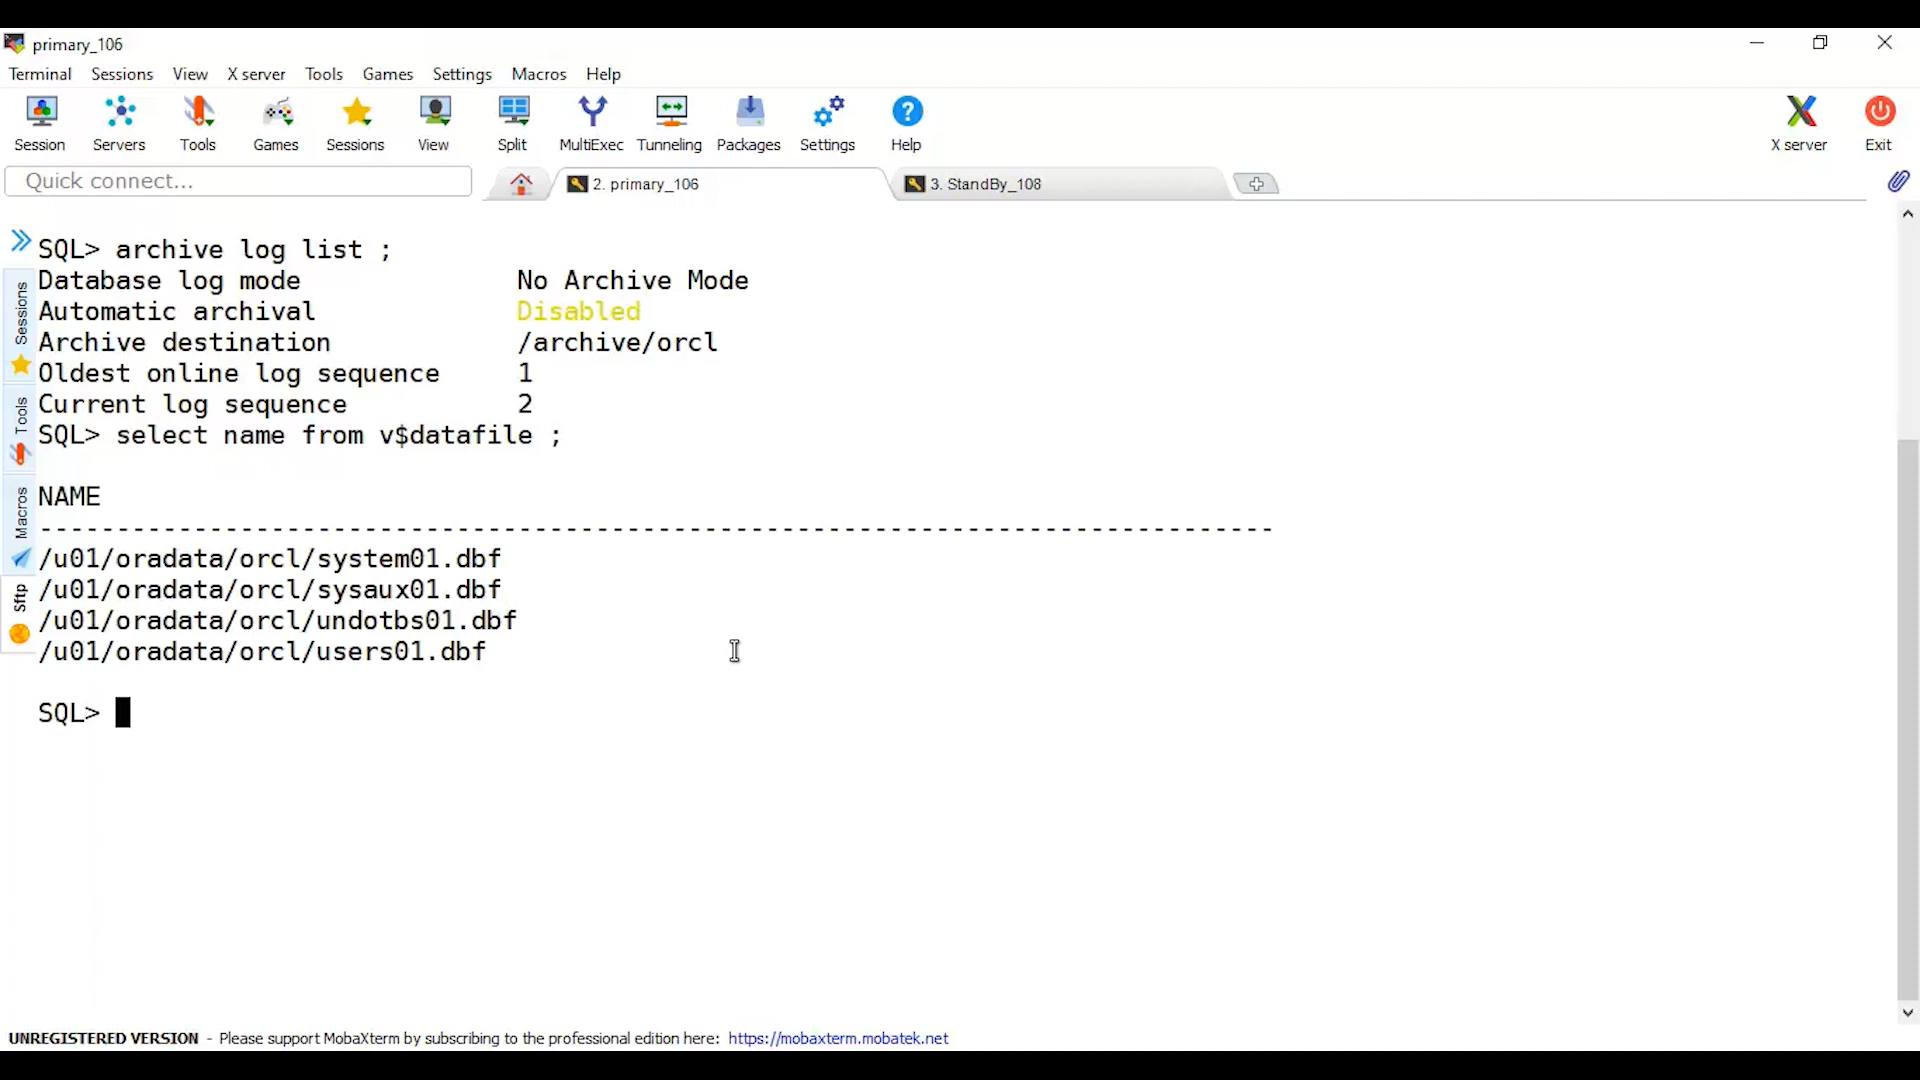 primary_106
Terminal Sessions View X server Tools Games Settings Macros Help
Session Servers Tools Games Sessions View Split MultiExec Tunneling Packages Settings Help X server Exit
Quick connect... 2. primary_106 3. StandBy_108
SQL> archive log list ;
Database log mode No Archive Mode
Automatic archival Disabled
Archive destination /archive/orcl
Oldest online log sequence 1
Current log sequence 2
SQL> select name from v$datafile ;
NAME
--------------------------------------------------------------------------------
/u01/oradata/orcl/system01.dbf
/u01/oradata/orcl/sysaux01.dbf
/u01/oradata/orcl/undotbs01.dbf
/u01/oradata/orcl/users01.dbf
SQL>
Sessions
Tools
Macros
Sftp
UNREGISTERED VERSION - Please support MobaXterm by subscribing to the professional edition here: https://mobaxterm.mobatek.net